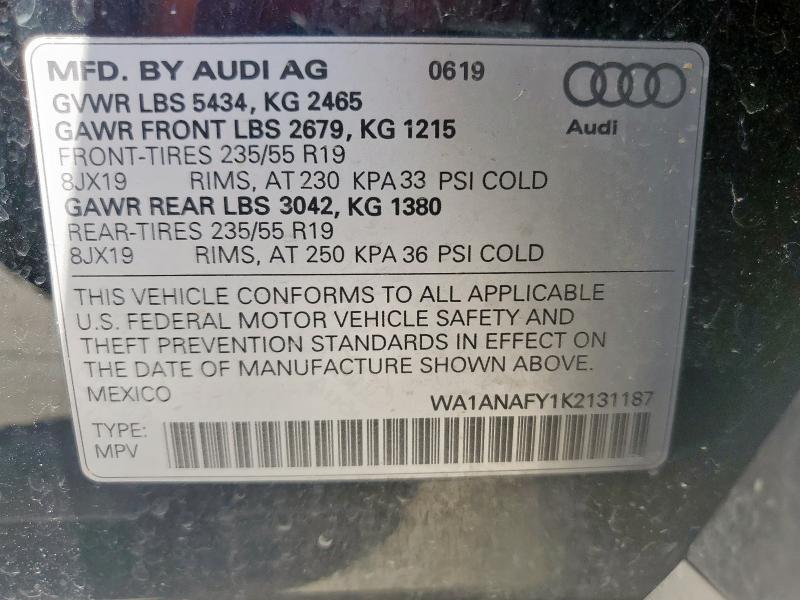 MFD. BY AUDI AG 0619
GVWR LBS 5434, KG 2465
GAWR FRONT LBS 2679, KG 1215
Audi
FRONT-TIRES 235/55 R19
8JX19 RIMS, AT 230 KPA 33 PSI COLD
GAWR REAR LBS 3042, KG 1380
REAR-TIRES 235/55 R19
8JX19 RIMS, AT 250 KPA 36 PSI COLD
THIS VEHICLE CONFORMS TO ALL APPLICABLE
U.S. FEDERAL MOTOR VEHICLE SAFETY AND
THEFT PREVENTION STANDARDS IN EFFECT ON
THE DATE OF MANUFACTURE SHOWN ABOVE.
MEXICO WA1ANAFY1K2131187
TYPE:
MPV